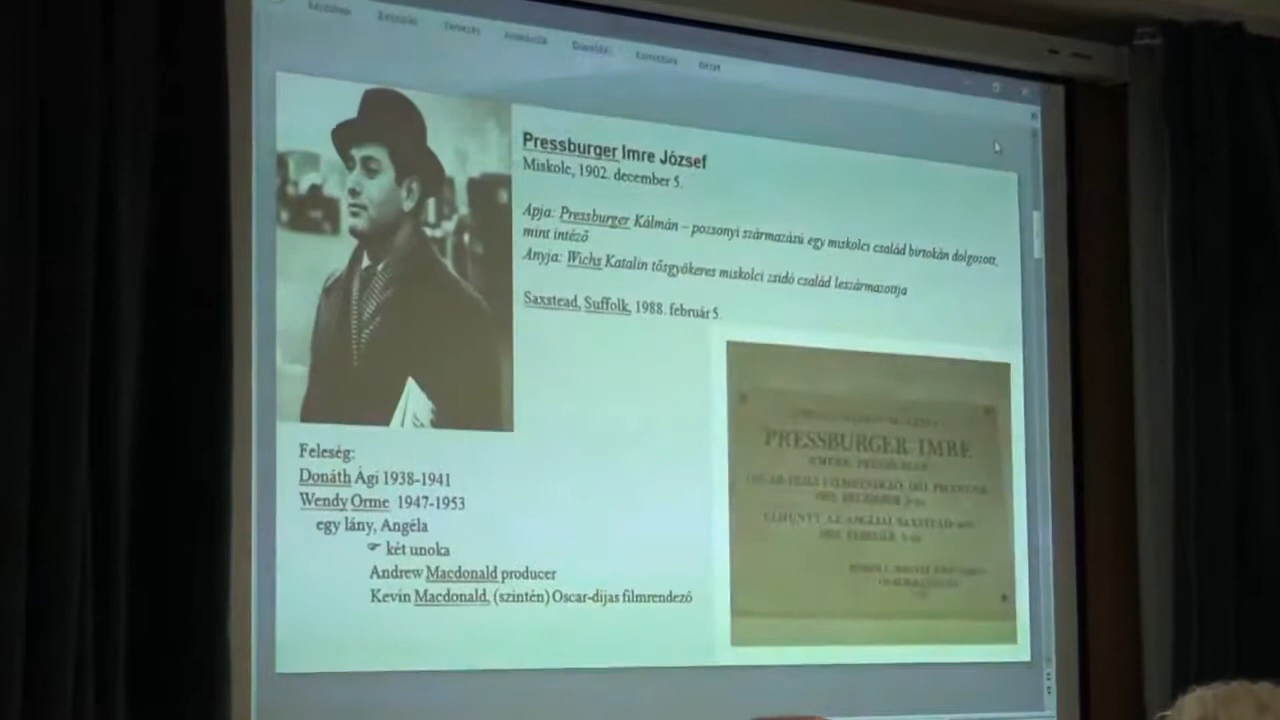 Pressburger Imre József
Miskolc, 1902. december 5.
Apja: Pressburger Kálmán – pozsonyi származású egy miskolci család birtokán dolgozott,
mint intéző
Anyja: Wichs Katalin tősgyökeres miskolci zsidó család leszármazottja
Saxstead, Suffolk, 1988. február 5.
Feleség:
Donáth Ági 1938-1941
Wendy Orme 1947-1953
egy lány, Angéla
☞ két unoka
Andrew Macdonald producer
Kevin Macdonald, (szintén) Oscar-díjas filmrendező
PRESSBURGER IMRE